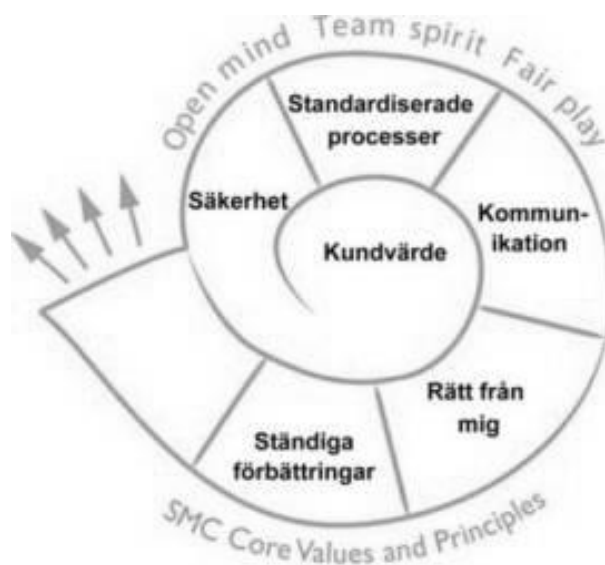 Open mind Team spirit Fair play
Standardiserade
processer
Säkerhet
Kommun-
ikation
Kundvärde
Rätt från
mig
Ständiga
förbättringar
SMC Core Values and Principles